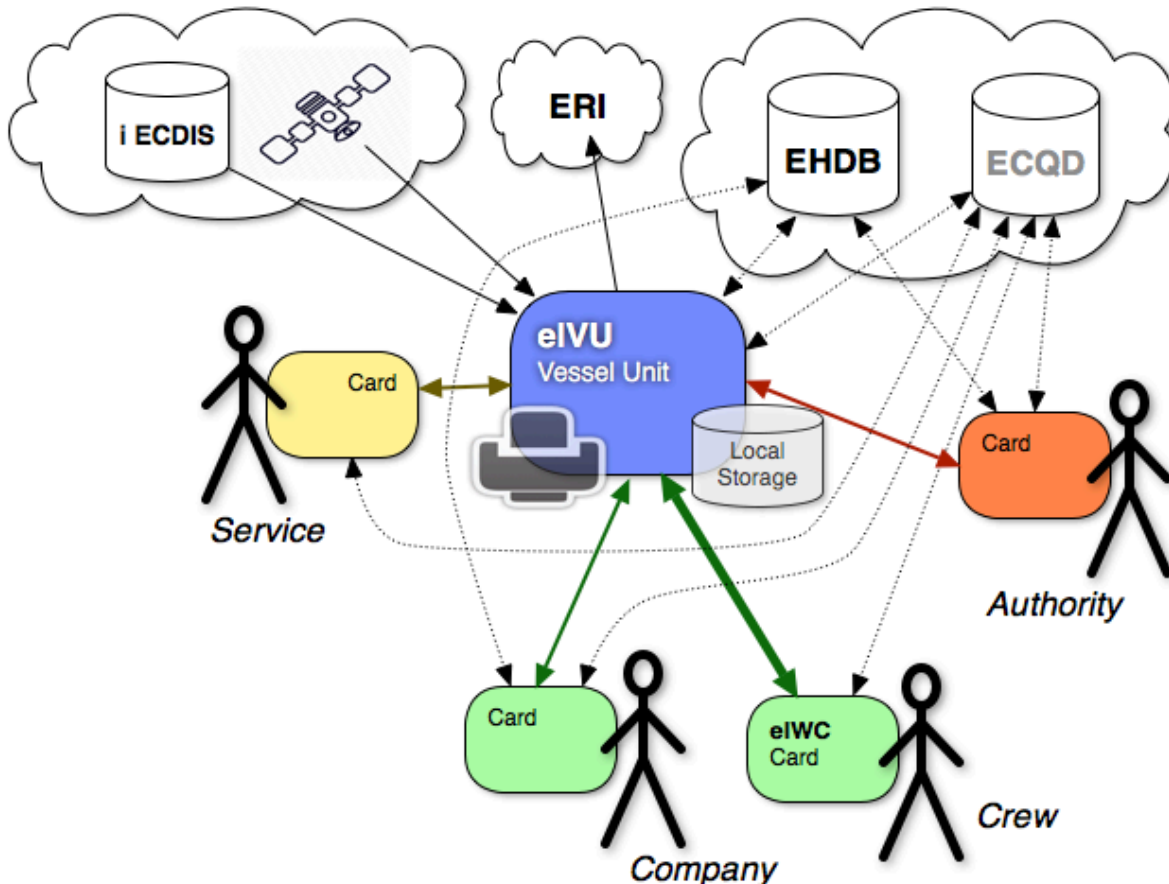 i ECDIS
ERI
EHDB
ECQD
eIVU
Vessel Unit
Card
Local
Storage
Card
Service
Authority
Card
eIWC
Card
Crew
Company